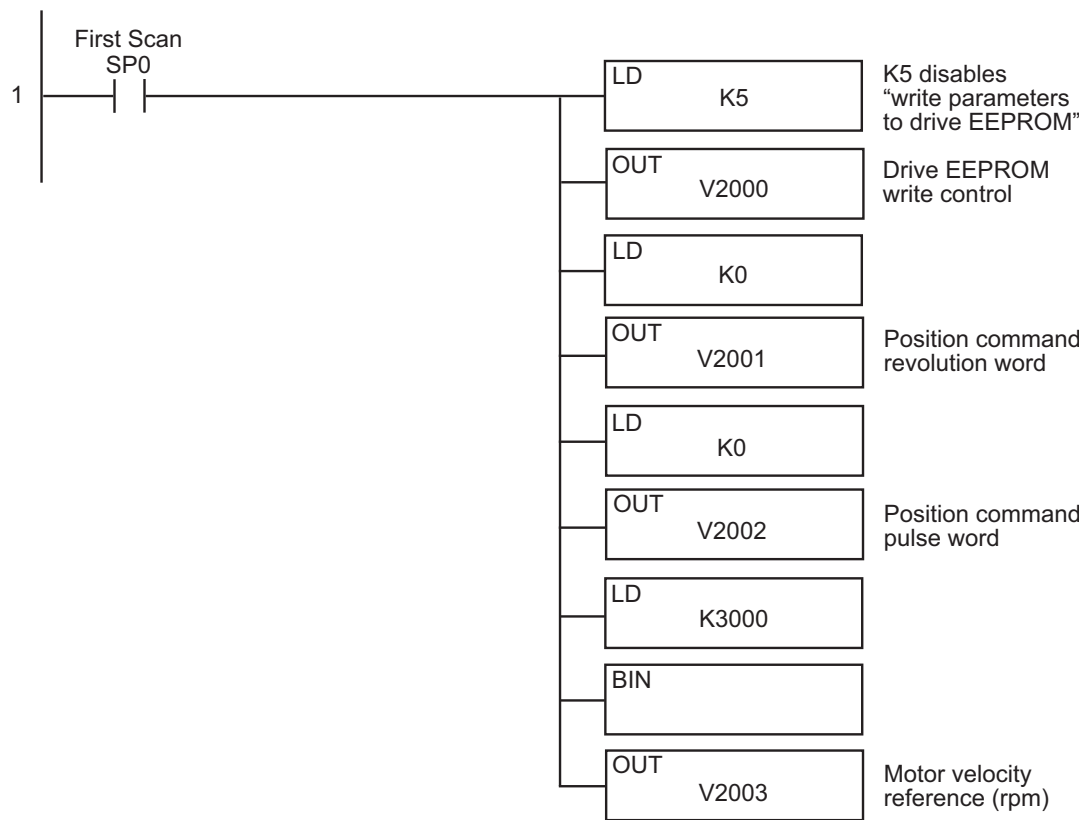 First Scan
SP0
1
LD
K5
K5 disables
“write parameters
to drive EEPROM”
OUT
V2000
Drive EEPROM
write control
LD
K0
OUT
V2001
Position command
revolution word
LD
K0
OUT
V2002
Position command
pulse word
LD
K3000
BIN
OUT
V2003
Motor velocity
reference (rpm)